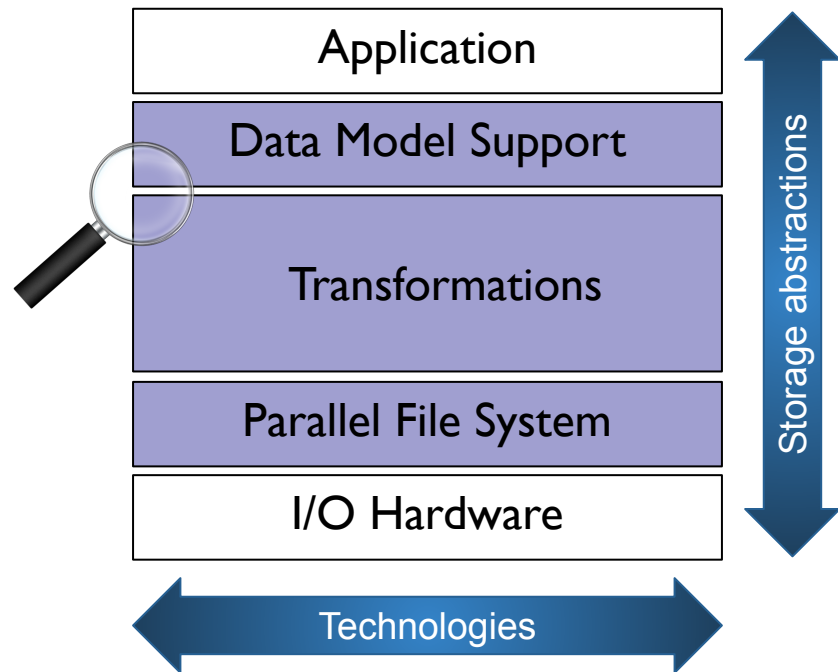 Application
Data Model Support
Transformations
Parallel File System
I/O Hardware
Storage abstractions
Technologies